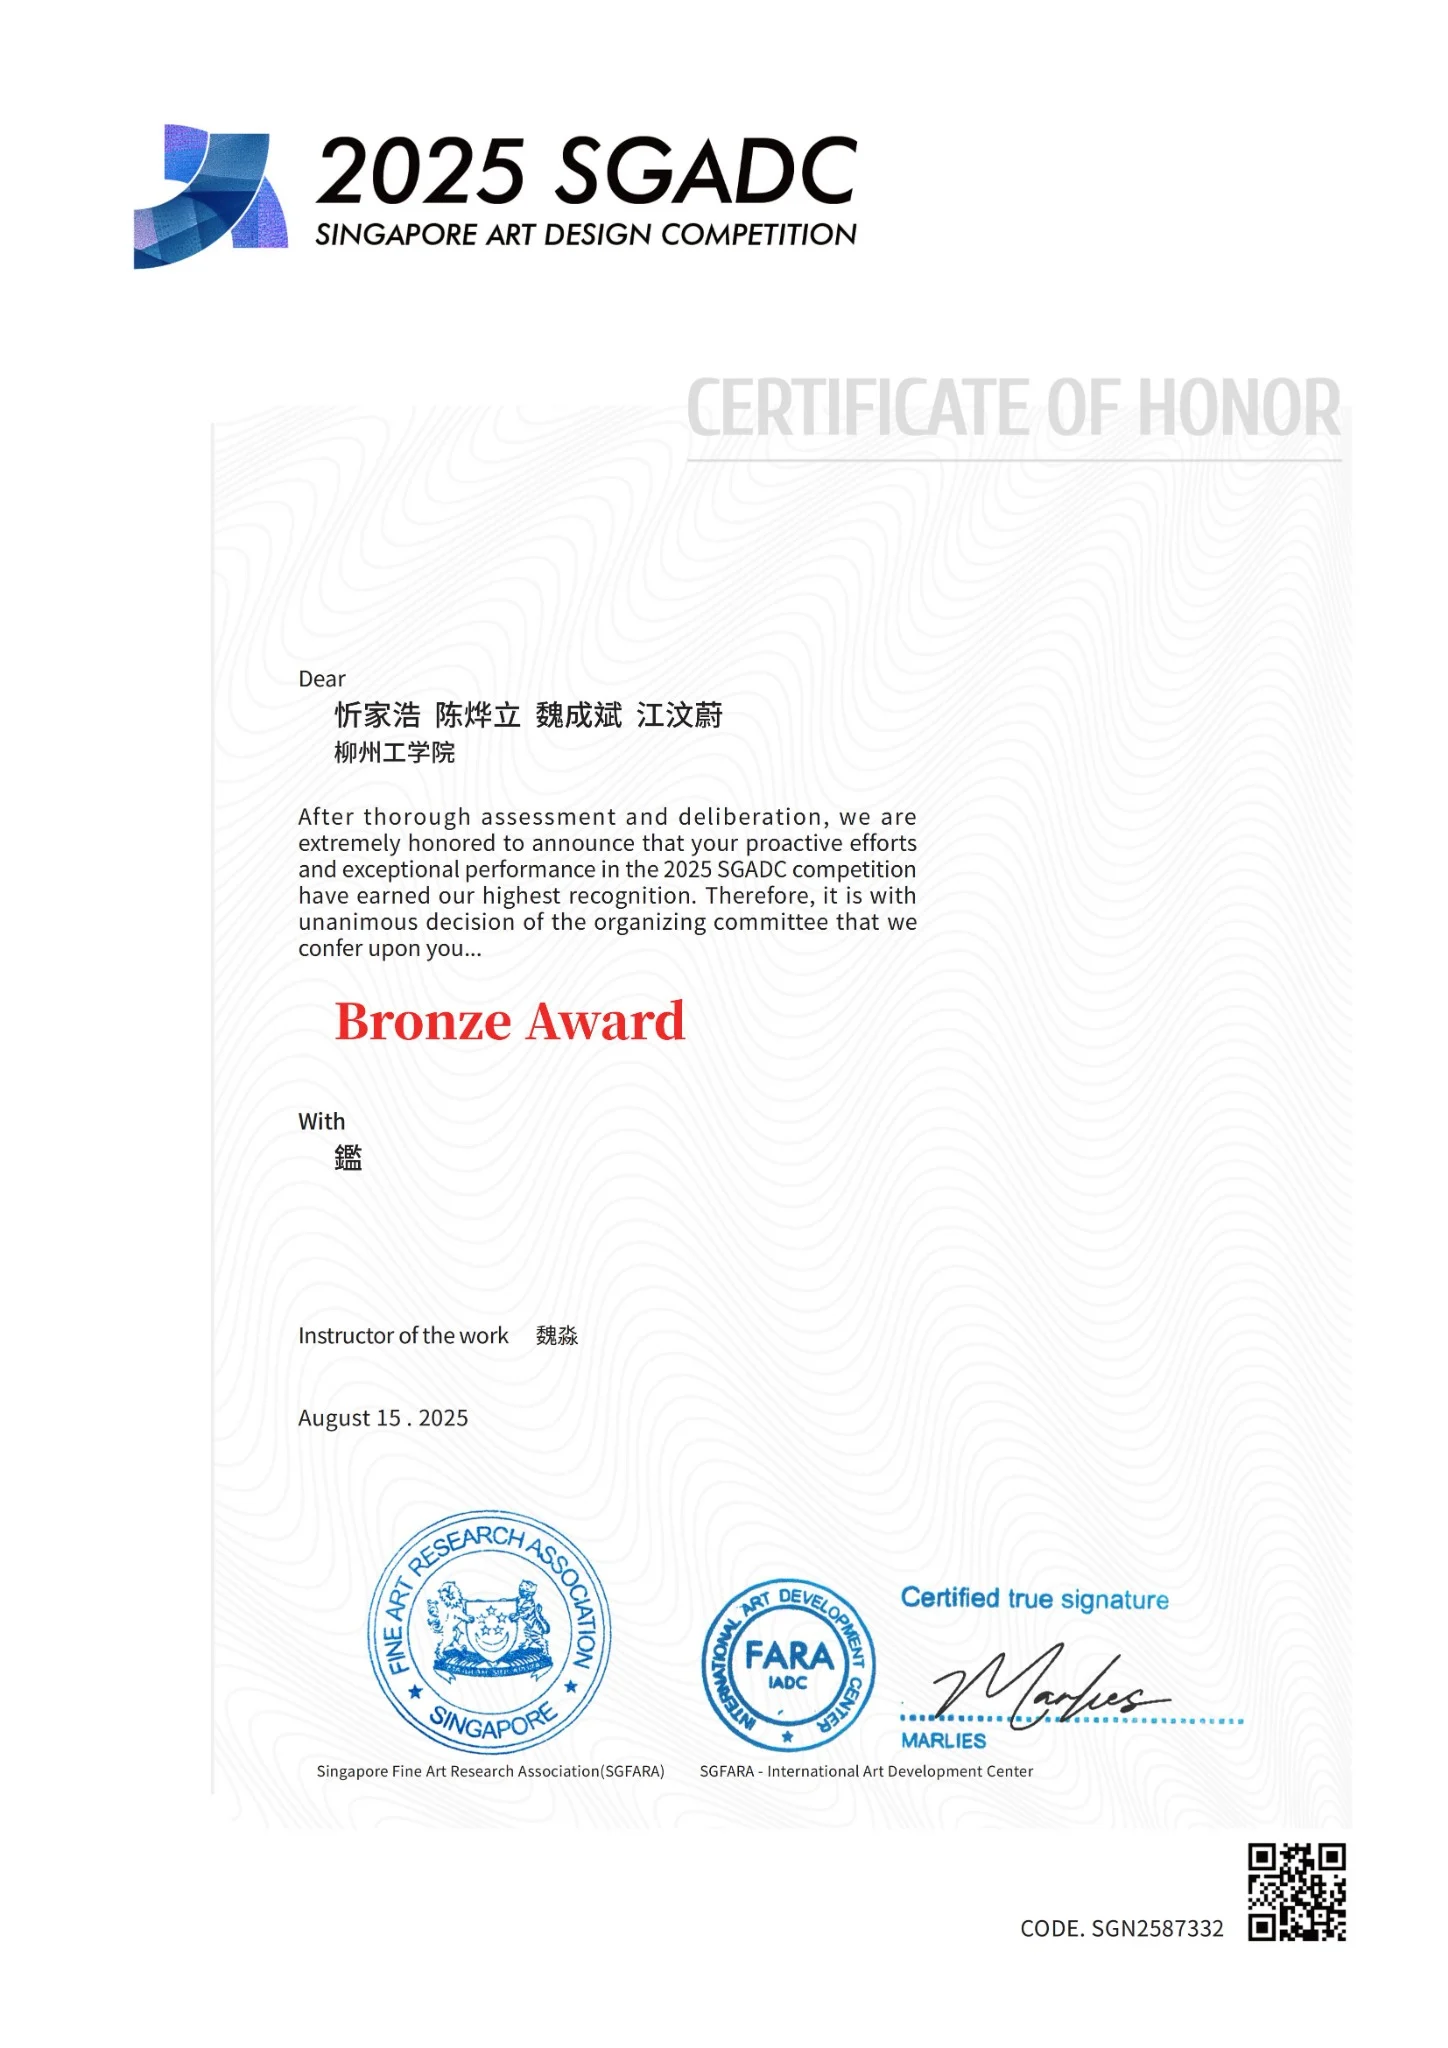 2025 SGADC
SINGAPORE ART DESIGN COMPETITION
CERTIFICATE OF HONOR
Dear
忻家浩 陈烨立 魏成斌 江汶蔚
柳州工学院
After thorough assessment and deliberation, we are
extremely honored to announce that your proactive efforts
and exceptional performance in the 2025 SGADC competition
have earned our highest recognition. Therefore, it is with
unanimous decision of the organizing committee that we
confer upon you...
Bronze Award
With
鑑
Instructor of the work 魏淼
August 15 . 2025
FINE ART RESEARCH ASSOCIATION
SINGAPORE
INTERNATIONAL ART DEVELOPMENT CENTER
FARA
IADC
Certified true signature
Marlies
MARLIES
Singapore Fine Art Research Association(SGFARA)
SGFARA - International Art Development Center
CODE. SGN2587332